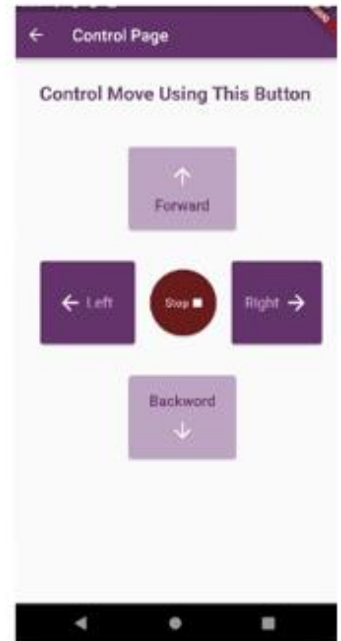 Control Page
Control Move Using This Button
Forward
Left
Stop
Right
Backword